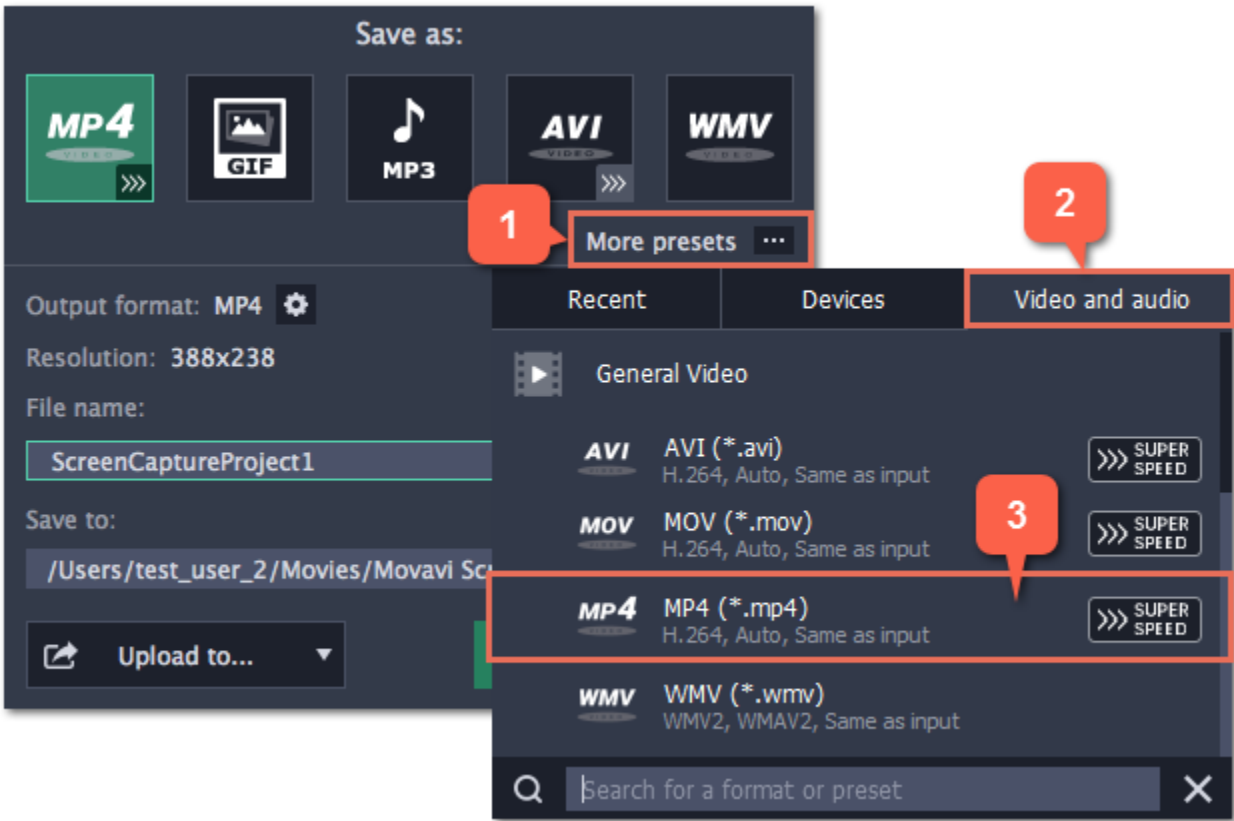 Save as:
MP4 VIDEO
GIF
MP3
AVI VIDEO
WMV VIDEO
1
More presets ...
2
Output format: MP4
Resolution: 388x238
File name:
ScreenCaptureProject1
Save to:
/Users/test_user_2/Movies/Movavi Sc
Upload to...
Recent
Devices
Video and audio
General Video
AVI
AVI (*.avi)
H.264, Auto, Same as input
SUPER
SPEED
MOV
MOV (*.mov)
H.264, Auto, Same as input
SUPER
SPEED
3
MP4
MP4 (*.mp4)
H.264, Auto, Same as input
SUPER
SPEED
WMV
WMV (*.wmv)
WMV2, WMAV2, Same as input
Search for a format or preset